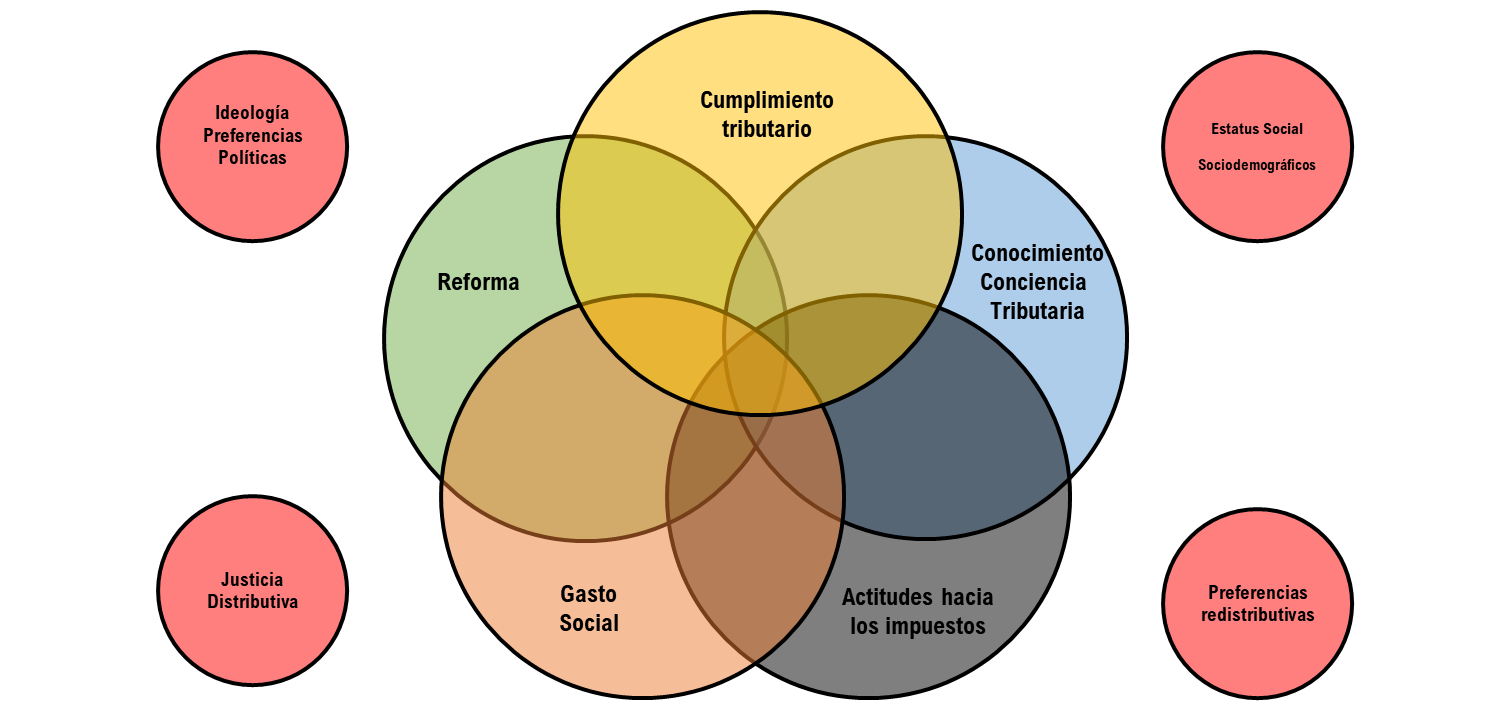 Cumplimiento
tributario
Ideología
Preferencias
Políticas
Estatus Social
Sociodemográficos
Reforma
Conocimiento
Conciencia
Tributaria
Gasto
Social
Actitudes hacia
los impuestos
Justicia
Distributiva
Preferencias
redistributivas